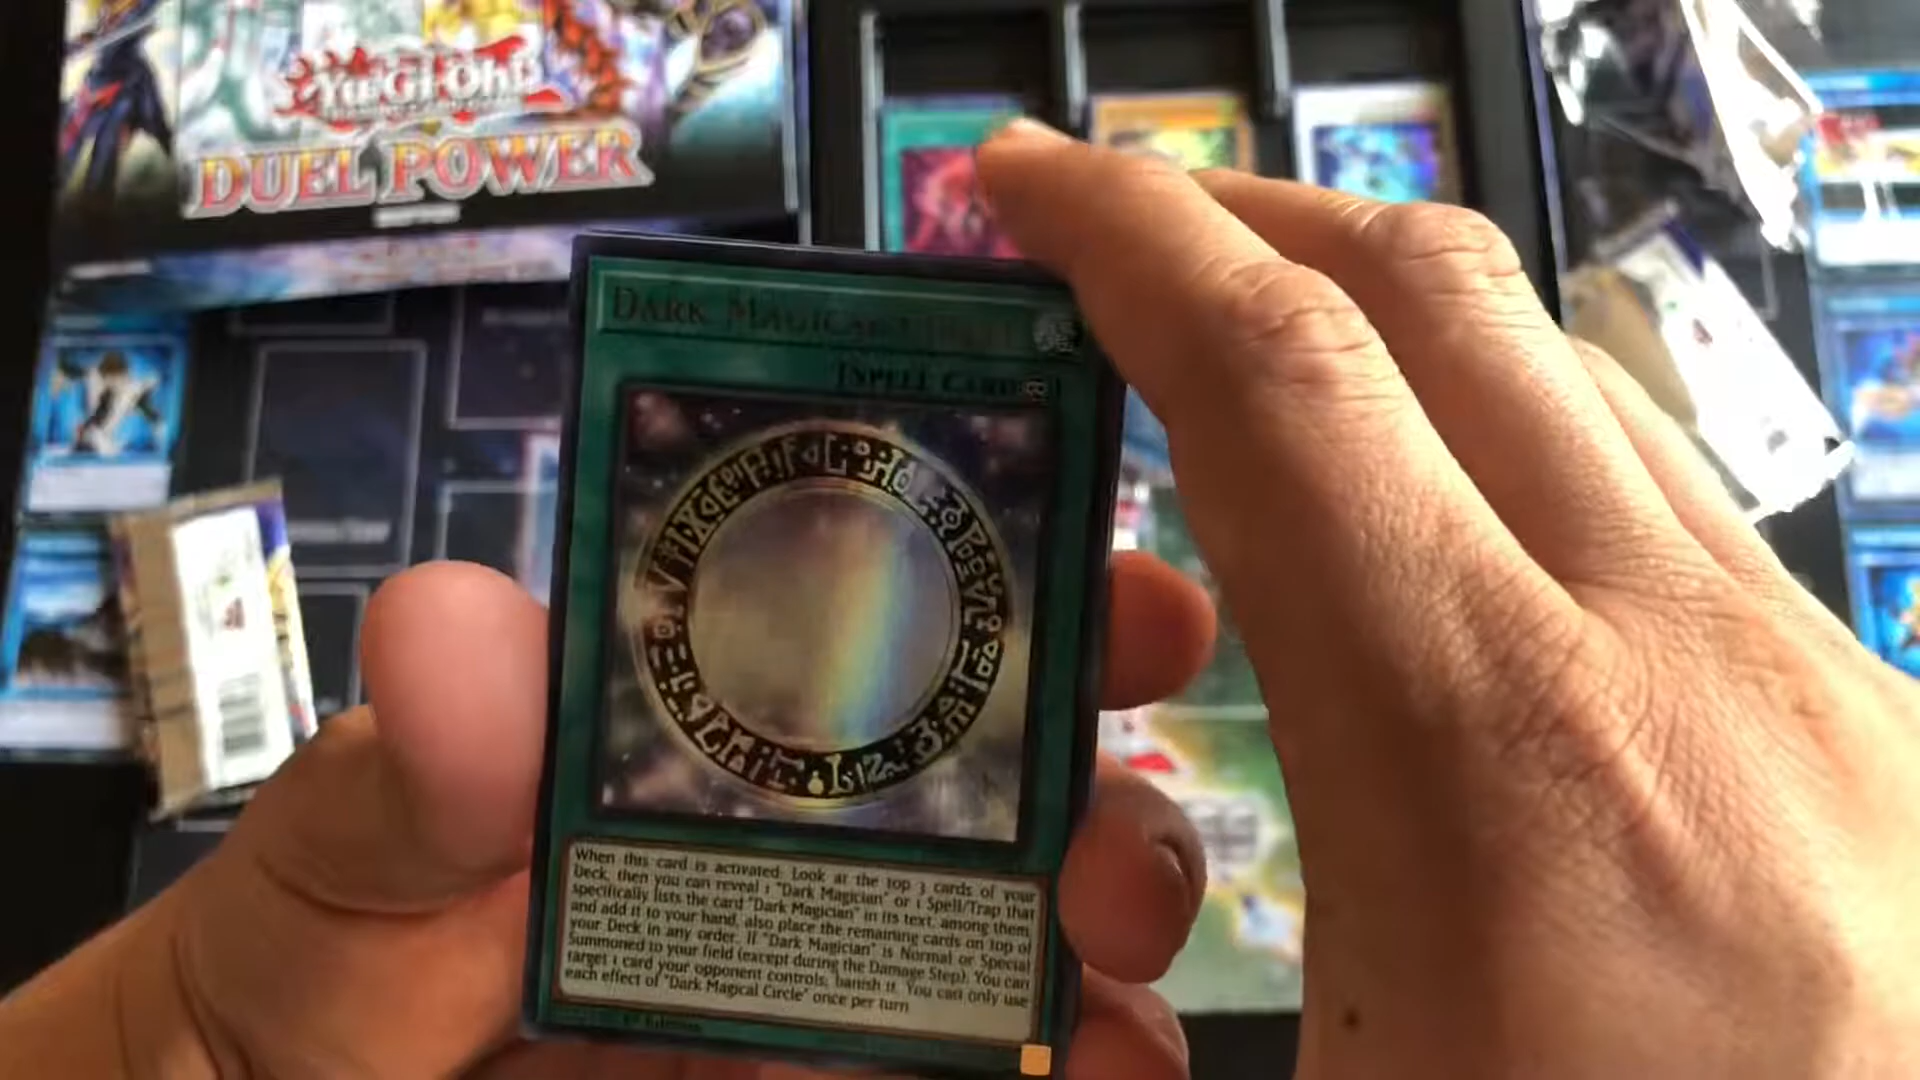 Yu-Gi-Oh!
DUEL POWER
DARK MAGICAL CIRCLE
[SPELL CARD ∞]
When this card is activated: Look at the top 3 cards of your
Deck, then you can reveal 1 "Dark Magician" or 1 Spell/Trap that
specifically lists the card "Dark Magician" in its text, among them,
and add it to your hand, also place the remaining cards on top of
your Deck in any order. If "Dark Magician" is Normal or Special
Summoned to your field (except during the Damage Step): You can
target 1 card your opponent controls; banish it. You can only use
each effect of "Dark Magical Circle" once per turn.
1st Edition